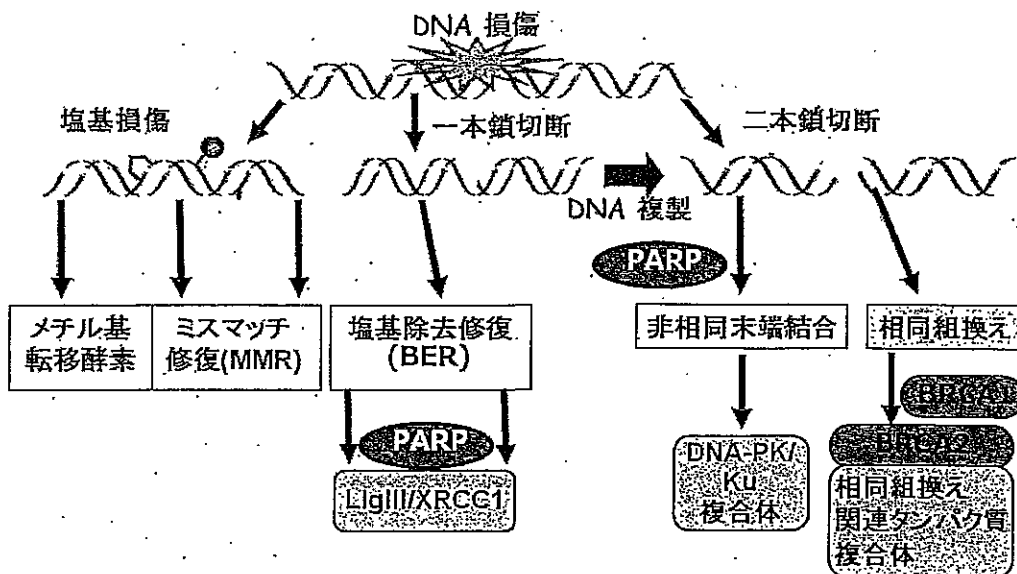 DNA 損傷
塩基損傷
一本鎖切断
二本鎖切断
DNA 複製
PARP
メチル基
転移酵素
ミスマッチ
修復(MMR)
塩基除去修復
(BER)
非相同末端結合
相同組換え
PARP
LigIII/XRCC1
DNA-PK/
Ku
複合体
BRCA1
BRCA2
相同組換え
関連タンパク質
複合体